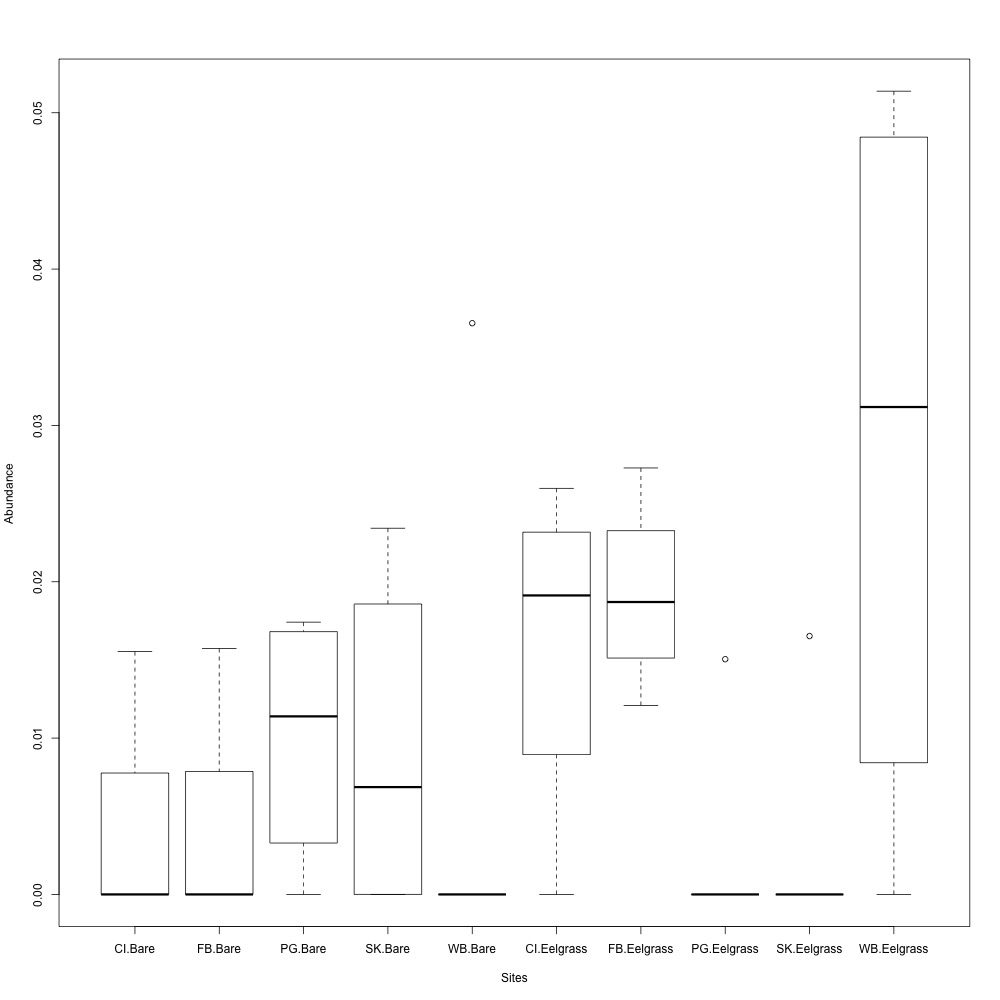 0.05
0.04
0.03
0.02
0.01
0.00
Abundance
CI.Bare FB.Bare PG.Bare SK.Bare WB.Bare CI.Eelgrass FB.Eelgrass PG.Eelgrass SK.Eelgrass WB.Eelgrass
Sites